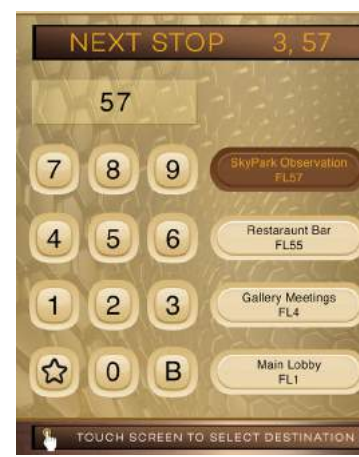 NEXT STOP 3, 57
57
7 8 9
SkyPark Observation
FL57
4 5 6
Restaraunt Bar
FL55
1 2 3
Gallery Meetings
FL4
0 B
Main Lobby
FL1
TOUCH SCREEN TO SELECT DESTINATION